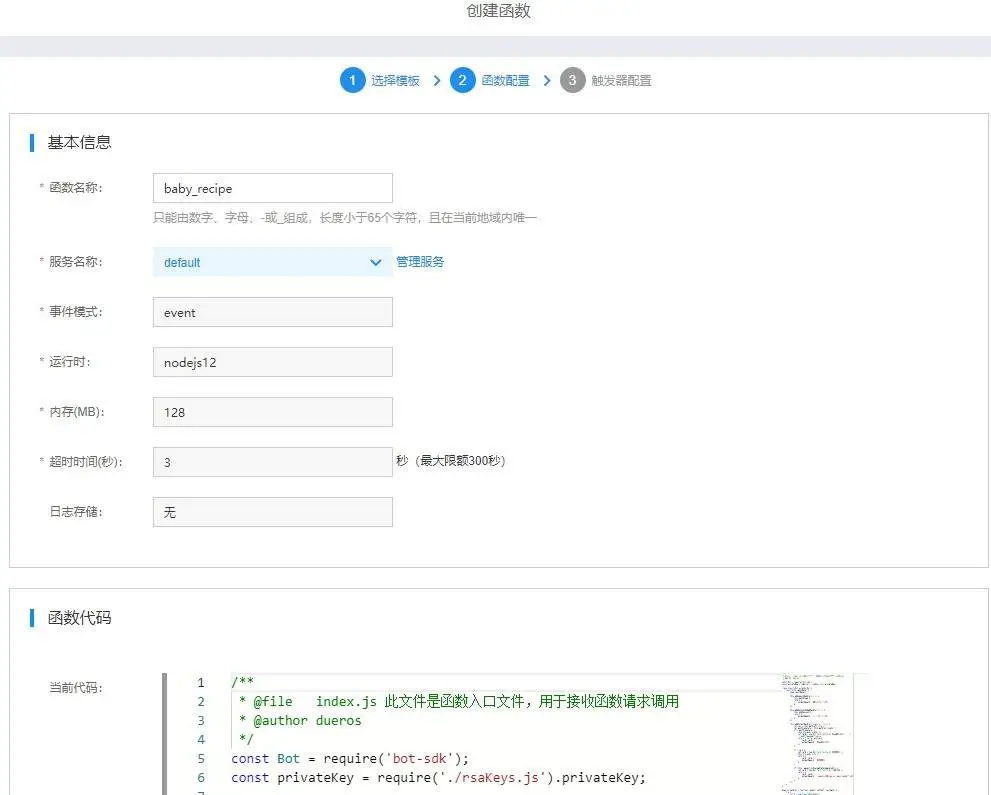 创建函数
1 选择模板 > 2 函数配置 > 3 触发器配置
基本信息
* 函数名称: baby_recipe
只能由数字、字母、-或_组成，长度小于65个字符，且在当前地域内唯一
* 服务名称: default 管理服务
* 事件模式: event
* 运行时: nodejs12
* 内存(MB): 128
* 超时时间(秒): 3 秒（最大限额300秒）
日志存储: 无
函数代码
当前代码:
1 /**
2 * @file index.js 此文件是函数入口文件，用于接收函数请求调用
3 * @author dueros
4 */
5 const Bot = require('bot-sdk');
6 const privateKey = require('./rsaKeys.js').privateKey;